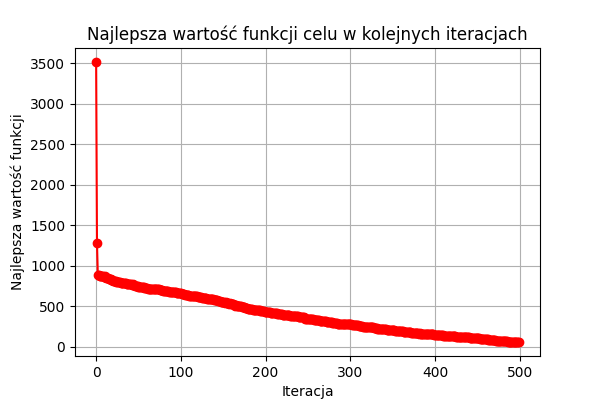 Najlepsza wartość funkcji celu w kolejnych iteracjach
3500
3000
2500
2000
1500
1000
500
0
Najlepsza wartość funkcji
0 100 200 300 400 500
Iteracja